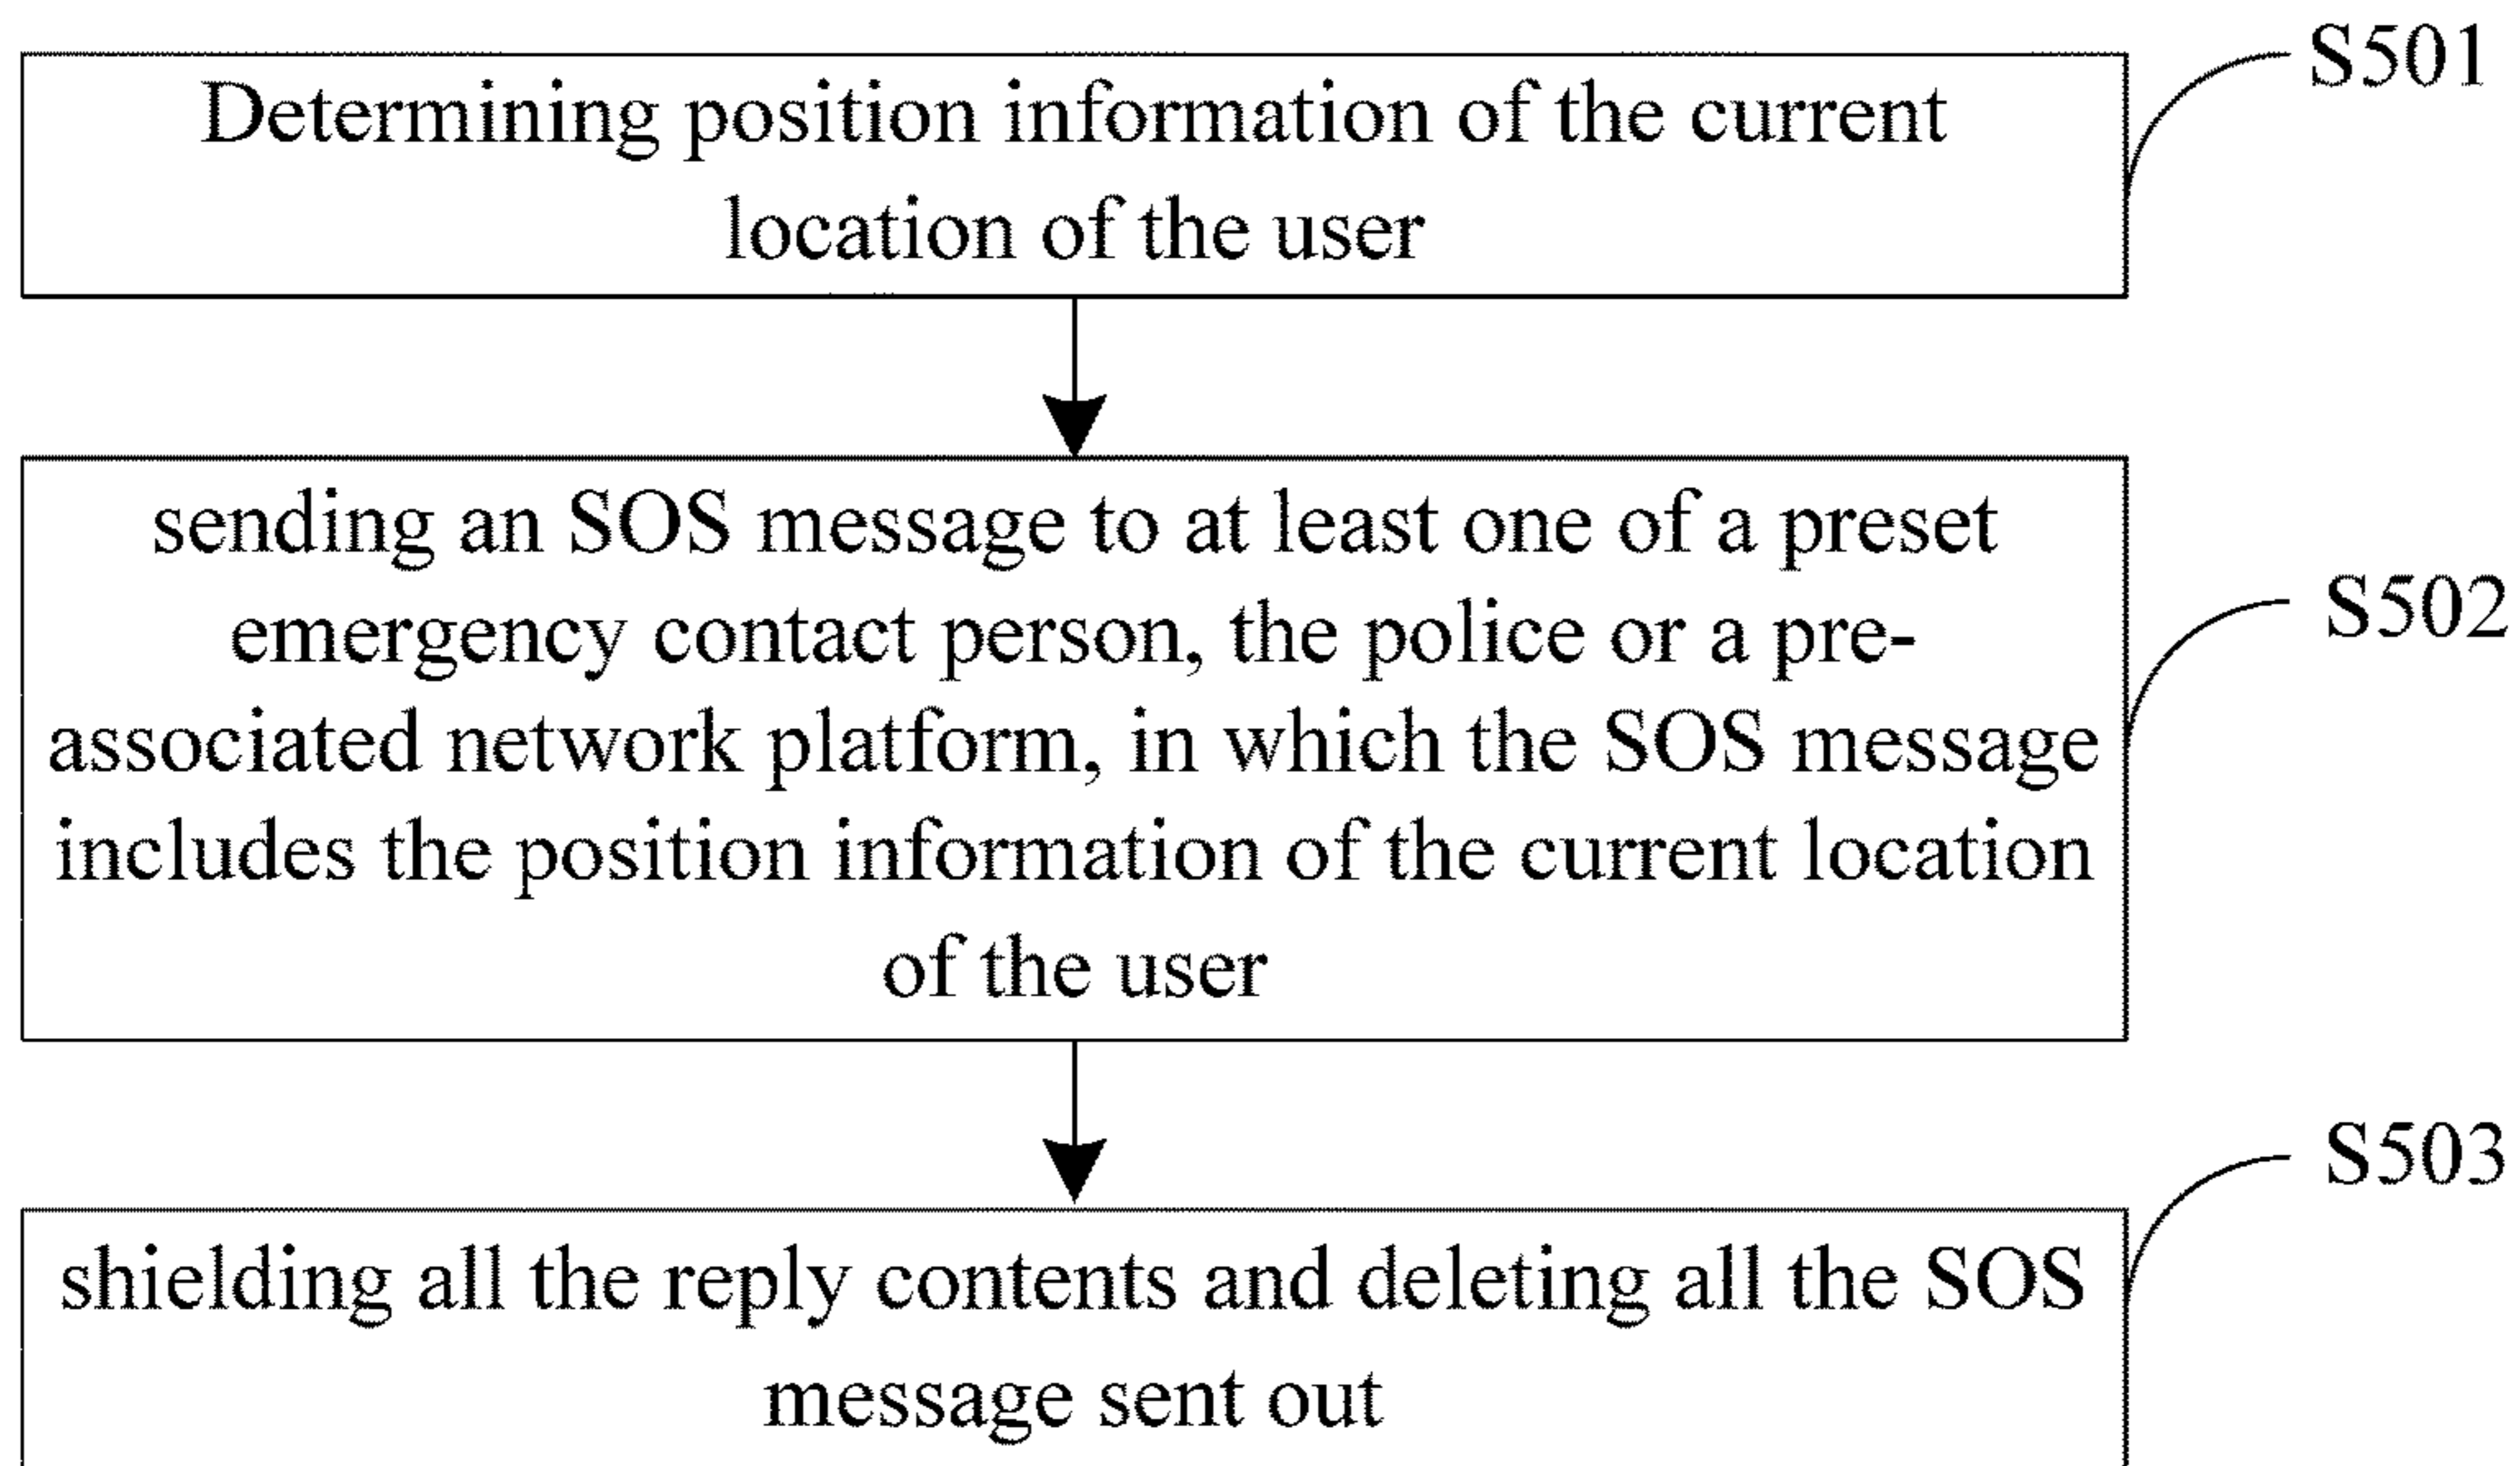 S501
Determining position information of the current
location of the user
sending an SOS message to at least one of a preset
emergency contact person, the police or a pre-
associated network platform, in which the SOS message
includes the position information of the current location
of the user
S502
S503
shielding all the reply contents and deleting all the SOS
message sent out